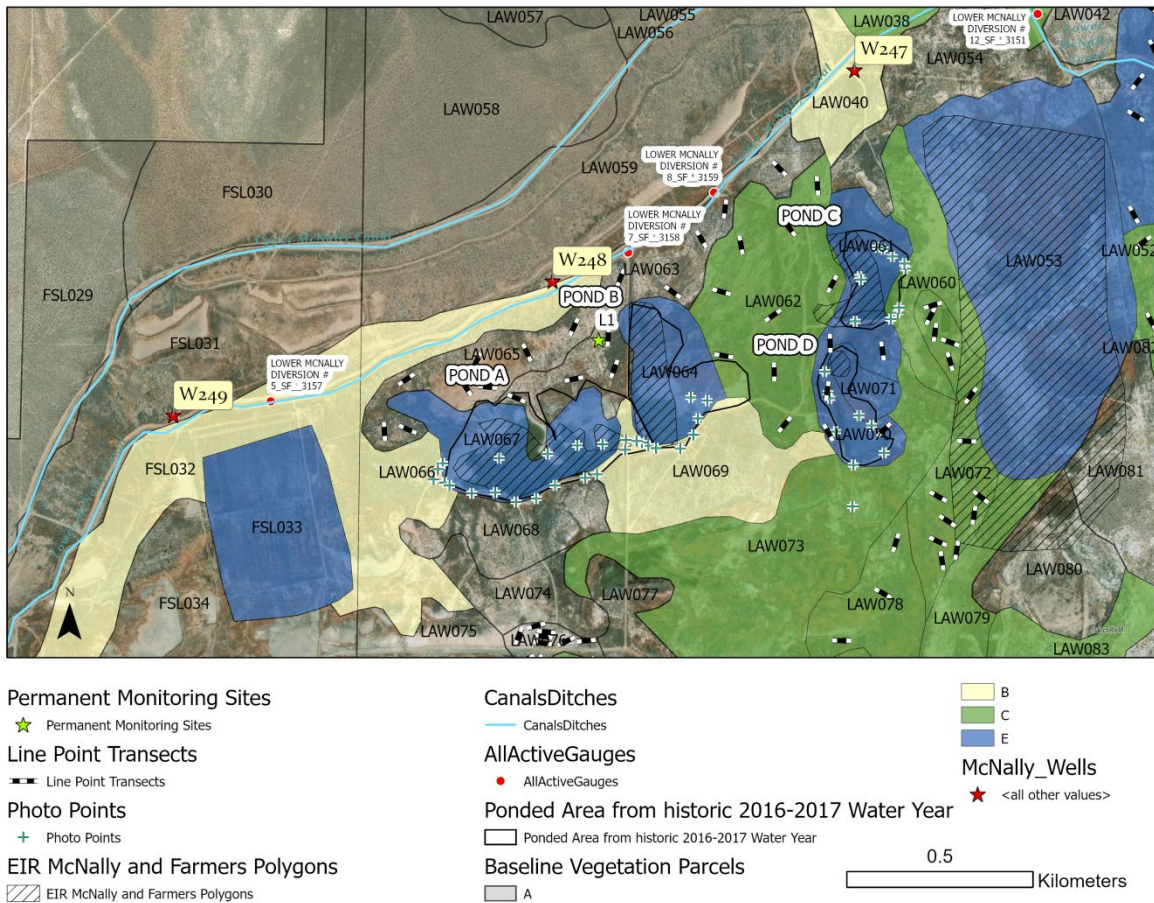 LAW057
LAW055
LAW056
LAW038
LOWER MCNALLY
DIVERSION #
12_SF_'_3151
LAW042
W247
LAW054
LAW058
LAW040
LAW059
LOWER MCNALLY
DIVERSION #
8_SF_'_3159
FSL030
POND C
LOWER MCNALLY
DIVERSION #
7_SF__3158
LAW061
LAW052
W248
LAW063
LAW053
FSL029
POND B
LAW062
LAW060
L1
FSL031
LAW082
LAW065
POND D
LOWER MCNALLY
DIVERSION #
5_SF_'_3157
POND A
LAW064
LAW071
W249
LAW067
LAW070
FSL032
LAW066
LAW069
LAW072
LAW081
FSL033
LAW068
LAW073
LAW080
LAW074
LAW077
FSL034
LAW078
LAW079
LAW075
LAW076
LAW083
N
Permanent Monitoring Sites
Permanent Monitoring Sites
Line Point Transects
Line Point Transects
Photo Points
Photo Points
EIR McNally and Farmers Polygons
EIR McNally and Farmers Polygons
CanalsDitches
CanalsDitches
AllActiveGauges
AllActiveGauges
Ponded Area from historic 2016-2017 Water Year
Ponded Area from historic 2016-2017 Water Year
Baseline Vegetation Parcels
A
B
C
E
McNally_Wells
<all other values>
0.5
Kilometers